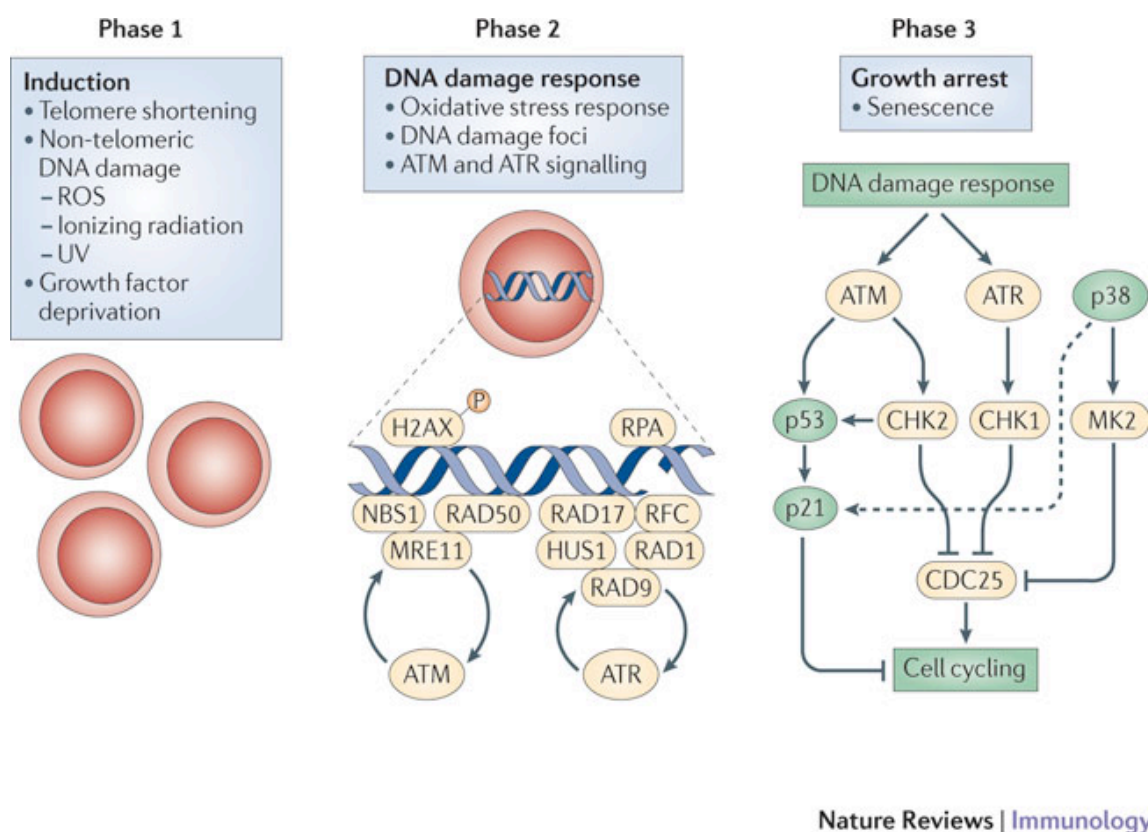 Phase 1
Induction
• Telomere shortening
• Non-telomeric
DNA damage
– ROS
– Ionizing radiation
– UV
• Growth factor
deprivation
Phase 2
DNA damage response
• Oxidative stress response
• DNA damage foci
• ATM and ATR signalling
P
H2AX
RPA
NBS1 RAD50 RAD17 RFC
MRE11 HUS1 RAD1
RAD9
ATM ATR
Phase 3
Growth arrest
• Senescence
DNA damage response
ATM ATR p38
p53 CHK2 CHK1 MK2
p21
CDC25
Cell cycling
Nature Reviews | Immunology